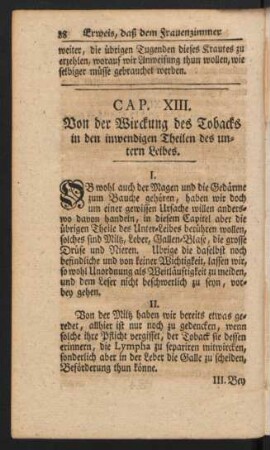 28 Erweis, daß dem Frauenzimmer
weiter, die übrigen Tugenden dieses Krautes zu
erzehlen, worauf wir Anweisung thun wollen, wie
selbiger müsse gebrauchet werden.
CAP. XIII.
Von der Wirckung des Tobacks
in den inwendigen Theilen des un-
tern Leibes.
I.
OB wohl auch der Magen und die Gedärme
zum Bauche gehören, haben wir doch
um einer gewissen Ursache willen anders-
wo davon handeln, in diesem Capitel aber die
übrigen Theile des Unter-Leibes berühren wollen,
solches sind Miltz, Leber, Gallen-Blase, die grosse
Drüse und Nieren. Ubrige die daselbst noch
befindliche und von keiner Wichtigkeit, lassen wir,
so wohl Unordnung als Weitläuftigkeit zu meiden,
und dem Leser nicht beschwerlich zu seyn, vor-
bey gehen.
II.
Von der Miltz haben wir bereits etwas ge-
redet, allhier ist nur noch zu gedencken, wenn
solche ihre Pflicht vergisset, der Toback sie dessen
erinnern, die Lympha zu separiren mitwircken,
sonderlich aber in der Leber die Galle zu scheiden,
Beförderung thun könne.
III. Bey